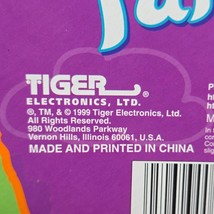 TIGER
ELECTRONICS, LTD.
®, TM, & © 1999 Tiger Electronics, Ltd.
All Rights Reserved.
980 Woodlands Parkway
Vernon Hills, Illinois 60061, U.S.A.
MADE AND PRINTED IN CHINA